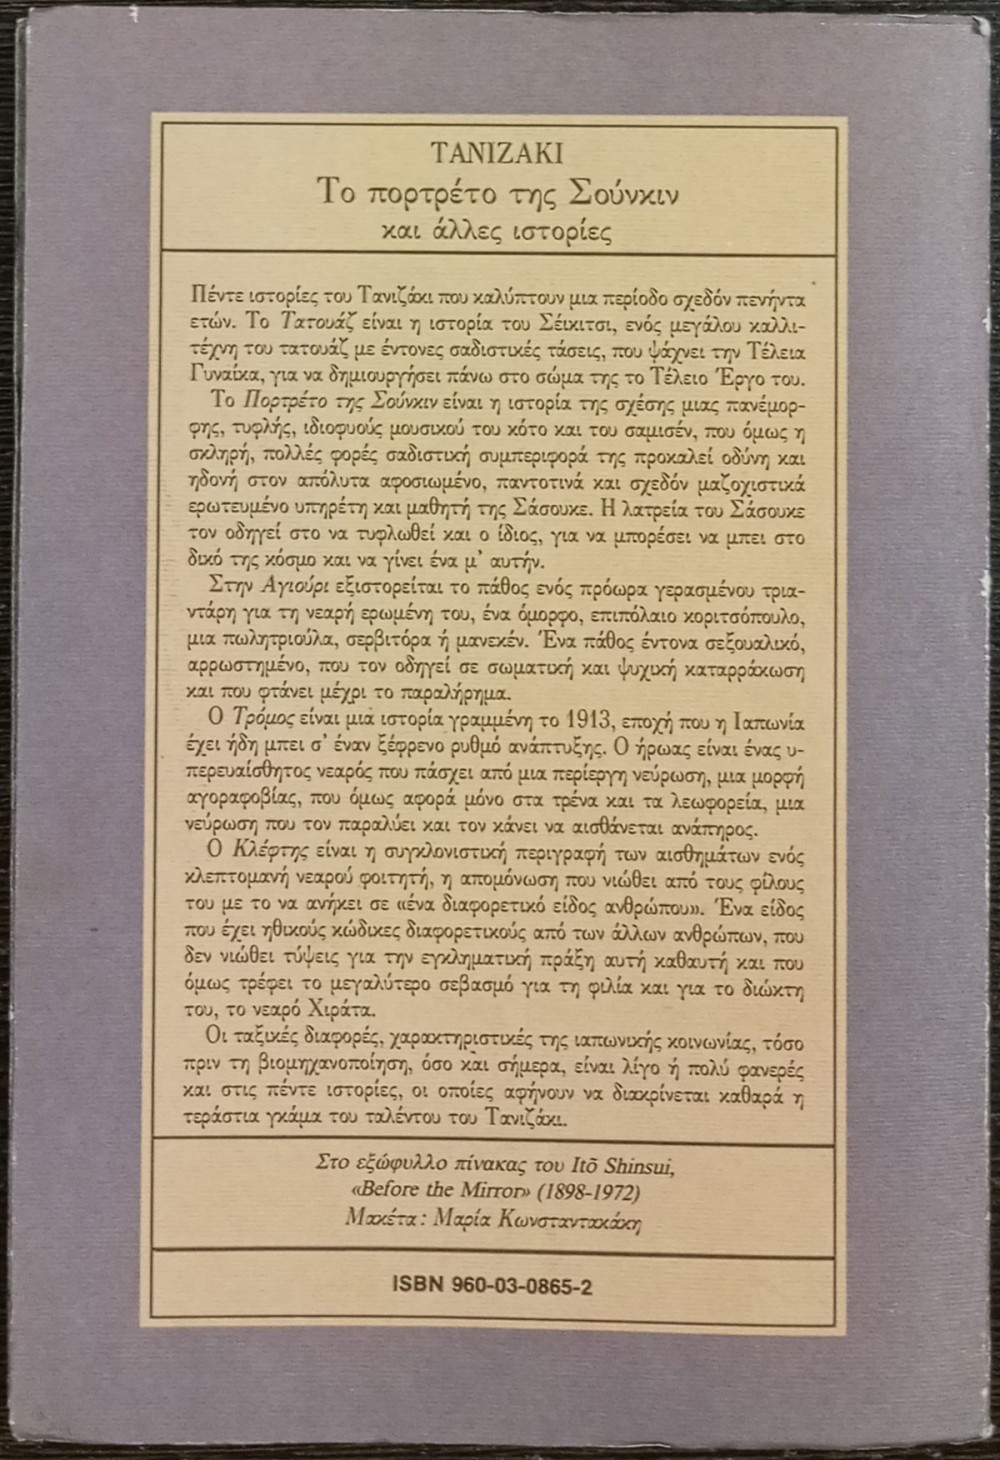 ΤΑΝΙΖΑΚΙ
Το πορτρέτο της Σούνκιν
και άλλες ιστορίες
Πέντε ιστορίες του Τανιζάκι που καλύπτουν μια περίοδο σχεδόν πενήντα
ετών. Το Τατουάζ είναι η ιστορία του Σέικιτσι, ενός μεγάλου καλλι-
τέχνη του τατουάζ με έντονες σαδιστικές τάσεις, που ψάχνει την Τέλεια
Γυναίκα, για να δημιουργήσει πάνω στο σώμα της το Τέλειο Έργο του.
Το Πορτρέτο της Σούνκιν είναι η ιστορία της σχέσης μιας πανέμορ-
φης, τυφλής, ιδιοφυούς μουσικού του κότο και του σαμισέν, που όμως η
σκληρή, πολλές φορές σαδιστική συμπεριφορά της προκαλεί οδύνη και
ηδονή στον απόλυτα αφοσιωμένο, παντοτινά και σχεδόν μαζοχιστικά
ερωτευμένο υπηρέτη και μαθητή της Σάσουκε. Η λατρεία του Σάσουκε
τον οδηγεί στο να τυφλωθεί και ο ίδιος, για να μπορέσει να μπει στο
δικό της κόσμο και να γίνει ένα μ' αυτήν.
Στην Αγιούρι εξιστορείται το πάθος ενός πρόωρα γερασμένου τρια-
ντάρη για τη νεαρή ερωμένη του, ένα όμορφο, επιπόλαιο κοριτσόπουλο,
μια πωλητριούλα, σερβιτόρα ή μανεκέν. Ένα πάθος έντονα σεξουαλικό,
αρρωστημένο, που τον οδηγεί σε σωματική και ψυχική καταρράκωση
και που φτάνει μέχρι το παραλήρημα.
Ο Τρόμος είναι μια ιστορία γραμμένη το 1913, εποχή που η Ιαπωνία
έχει ήδη μπει σ' έναν ξέφρενο ρυθμό ανάπτυξης. Ο ήρωας είναι ένας υ-
περευαίσθητος νεαρός που πάσχει από μια περίεργη νεύρωση, μια μορφή
αγοραφοβίας, που όμως αφορά μόνο στα τρένα και τα λεωφορεία, μια
νεύρωση που τον παραλύει και τον κάνει να αισθάνεται ανάπηρος.
Ο Κλέφτης είναι η συγκλονιστική περιγραφή των αισθημάτων ενός
κλεπτομανή νεαρού φοιτητή, η απομόνωση που νιώθει από τους φίλους
του με το να ανήκει σε «ένα διαφορετικό είδος ανθρώπου». Ένα είδος
που έχει ηθικούς κώδικες διαφορετικούς από των άλλων ανθρώπων, που
δεν νιώθει τύψεις για την εγκληματική πράξη αυτή καθαυτή και που
όμως τρέφει το μεγαλύτερο σεβασμό για τη φιλία και για το διώκτη
του, το νεαρό Χιράτα.
Οι ταξικές διαφορές, χαρακτηριστικές της ιαπωνικής κοινωνίας, τόσο
πριν τη βιομηχανοποίηση, όσο και σήμερα, είναι λίγο ή πολύ φανερές
και στις πέντε ιστορίες, οι οποίες αφήνουν να διακρίνεται καθαρά η
τεράστια γκάμα του ταλέντου του Τανιζάκι.
Στο εξώφυλλο πίνακας του Itō Shinsui,
«Before the Mirror» (1898-1972)
Μακέτα: Μαρία Κωνσταντακάκη
ISBN 960-03-0865-2